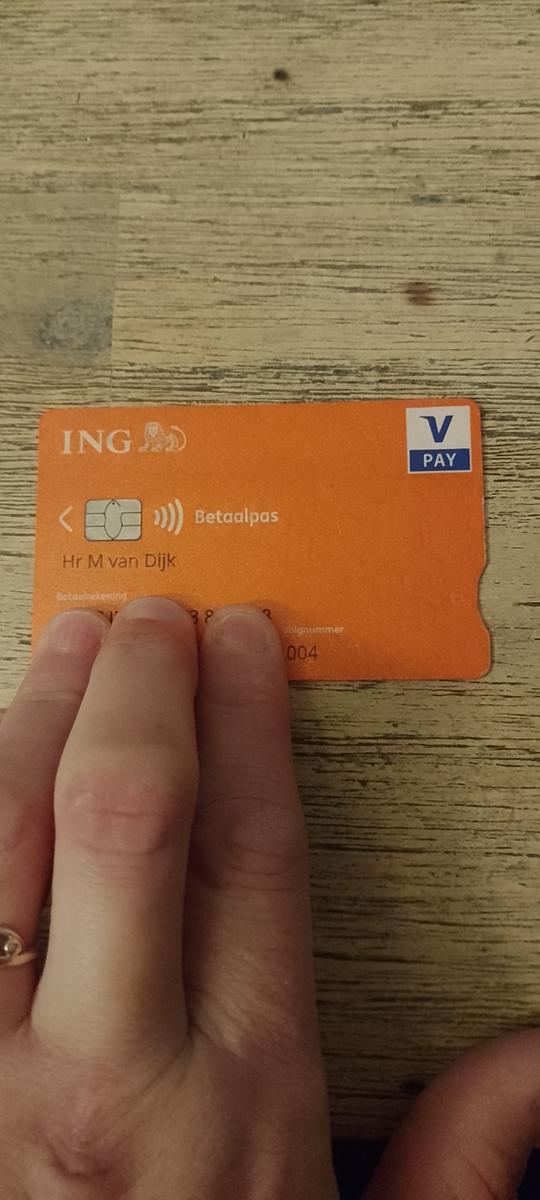 ING
V
PAY
Betaalpas
Hr M van Dijk
Betaalrekening
Volgnummer
004